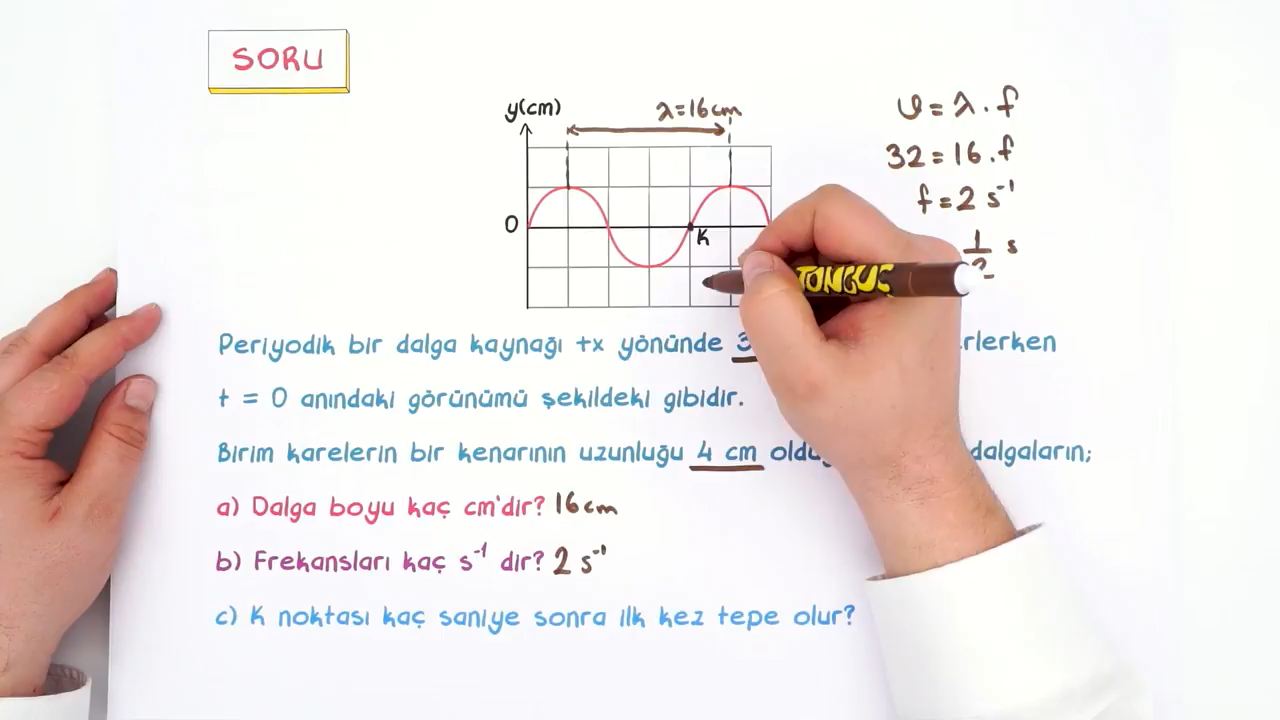 SORU
y(cm)
λ=16cm
0
K
υ = λ . f
32 = 16 . f
f = 2 s⁻¹
1/2 s
TONGUÇ
Periyodik bir dalga kaynağı +x yönünde
t = 0 anındaki görünümü şekildeki gibidir.
Birim karelerin bir kenarının uzunluğu 4 cm dalgaların;
a) Dalga boyu kaç cm'dir? 16cm
b) Frekansları kaç s⁻¹ dir? 2 s⁻¹
c) K noktası kaç saniye sonra ilk kez tepe olur?